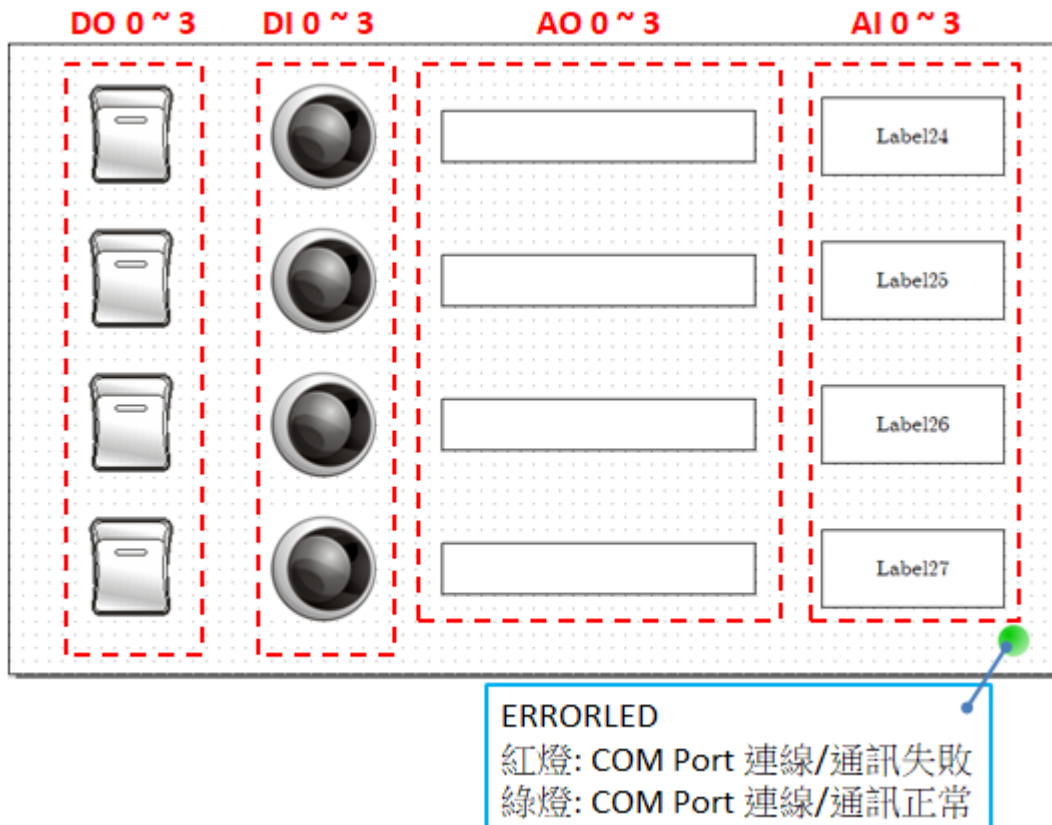 DO 0 ~ 3 DI 0 ~ 3 AO 0 ~ 3 AI 0 ~ 3
Label24
Label25
Label26
Label27
ERRORLED
紅燈: COM Port 連線/通訊失敗
綠燈: COM Port 連線/通訊正常